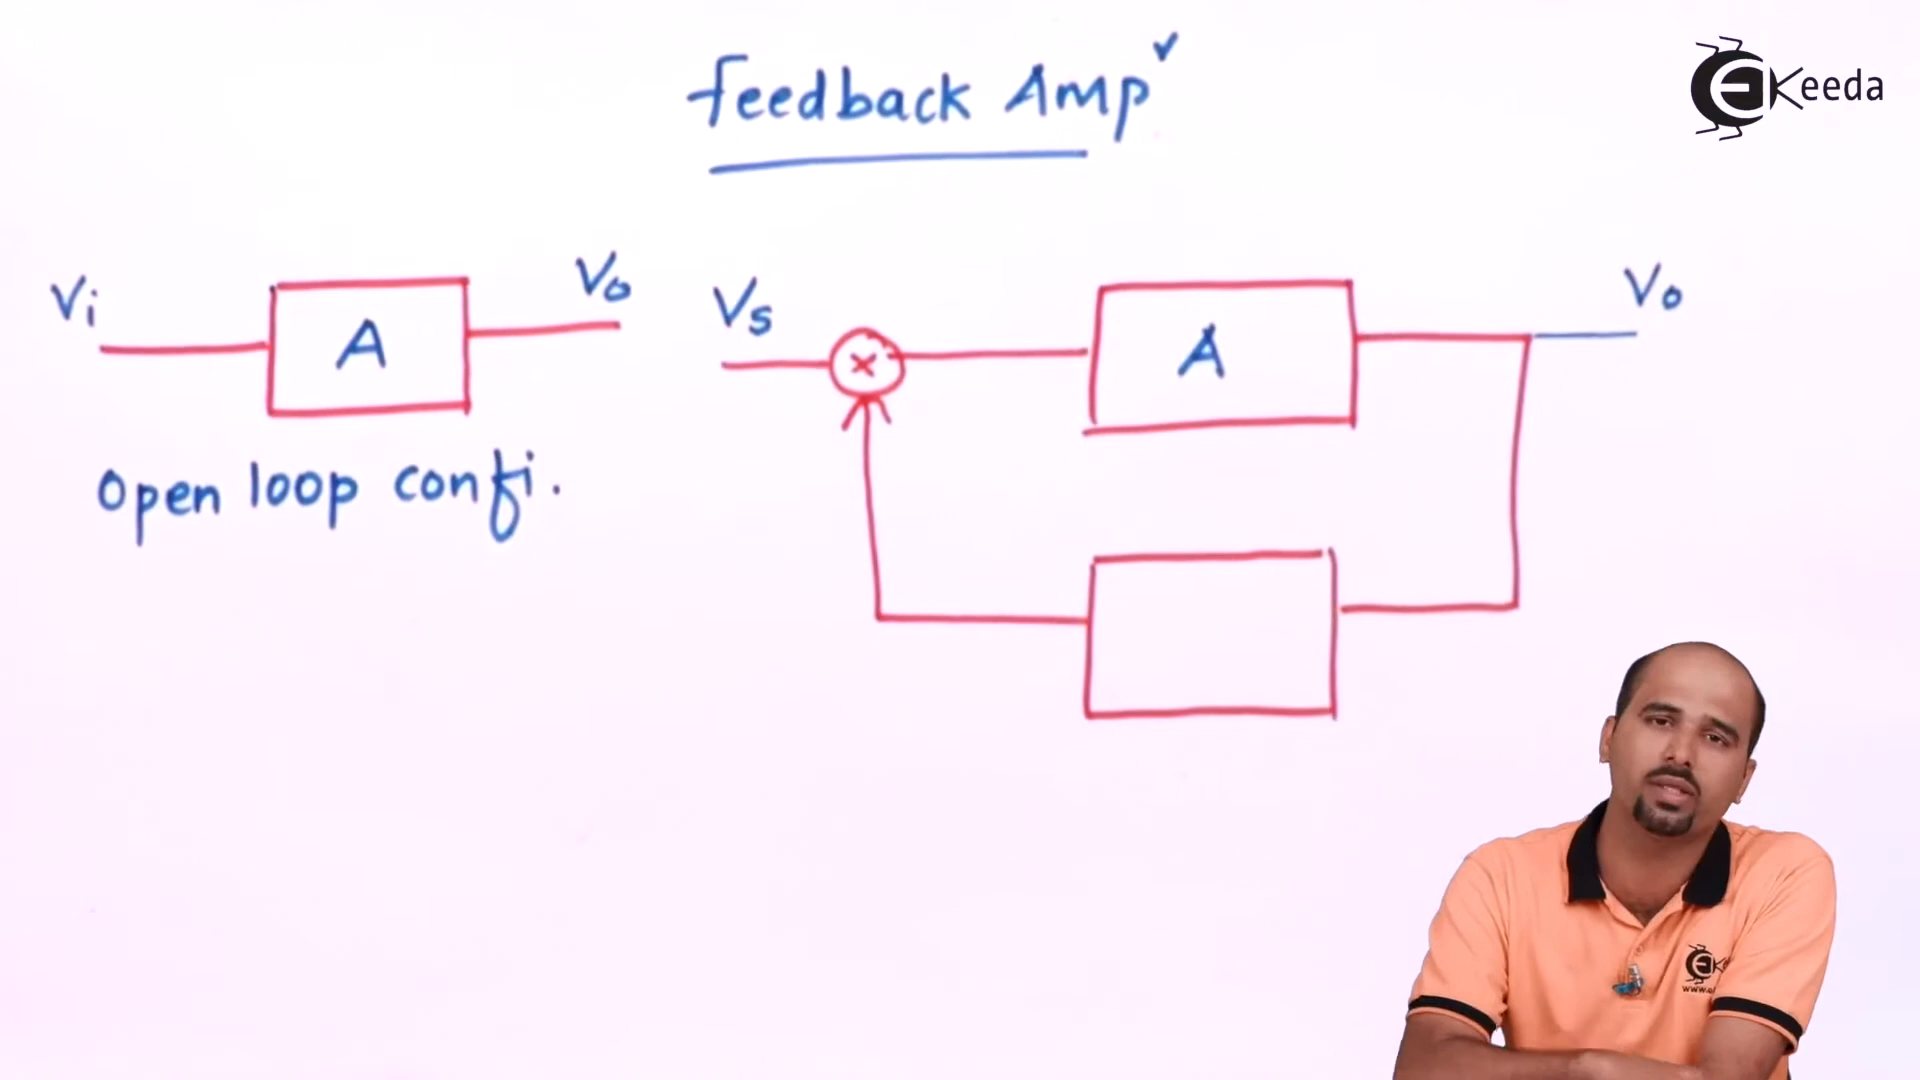 feedback Amp
EKeeda
Vi
A
Vo
Vs
×
A
Vo
Open loop confi.